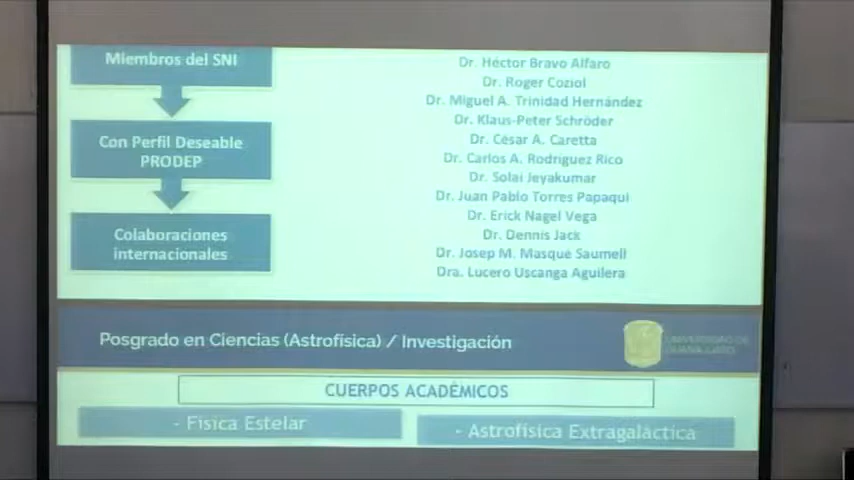 Miembros del SNI
Con Perfil Deseable
PRODEP
Colaboraciones
internacionales
Dr. Héctor Bravo Alfaro
Dr. Roger Coziol
Dr. Miguel A. Trinidad Hernández
Dr. Klaus-Peter Schröder
Dr. César A. Caretta
Dr. Carlos A. Rodríguez Rico
Dr. Solai Jeyakumar
Dr. Juan Pablo Torres Papaqui
Dr. Erick Nagel Vega
Dr. Dennis Jack
Dr. Josep M. Masque Saumell
Dra. Lucero Uscanga Aguilera
Posgrado en Ciencias (Astrofísica) / Investigación
UNIVERSIDAD DE
GUANAJUATO
CUERPOS ACADÉMICOS
- Física Estelar
- Astrofísica Extragaláctica